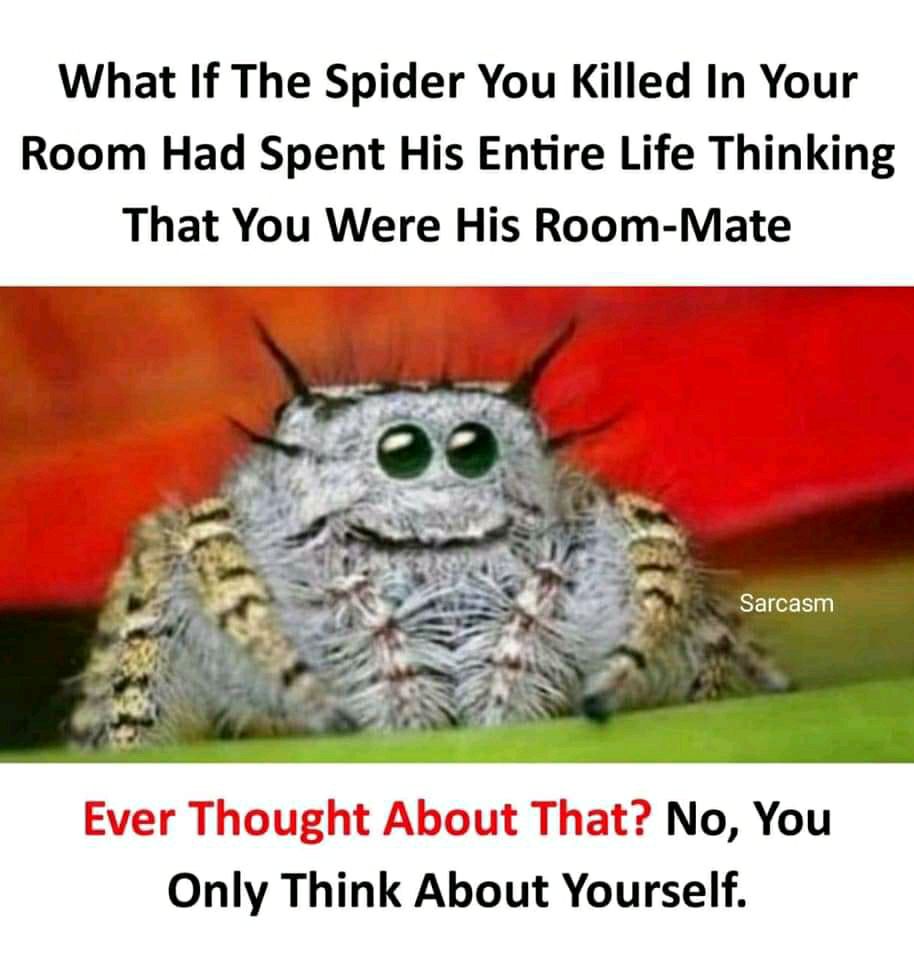 What If The Spider You Killed In Your
Room Had Spent His Entire Life Thinking
That You Were His Room-Mate
Sarcasm
Ever Thought About That? No, You
Only Think About Yourself.